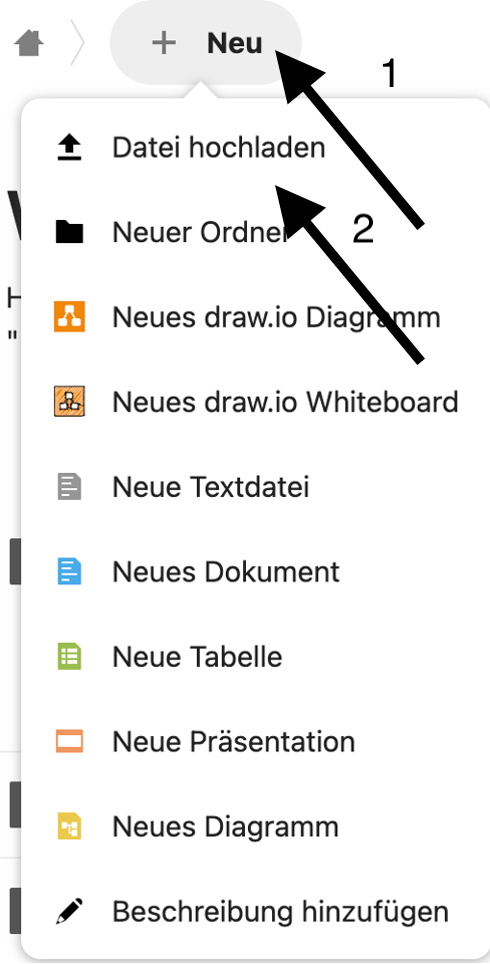 + Neu
1
Datei hochladen
Neuer Ordner
2
Neues draw.io Diagramm
Neues draw.io Whiteboard
Neue Textdatei
Neues Dokument
Neue Tabelle
Neue Präsentation
Neues Diagramm
Beschreibung hinzufügen